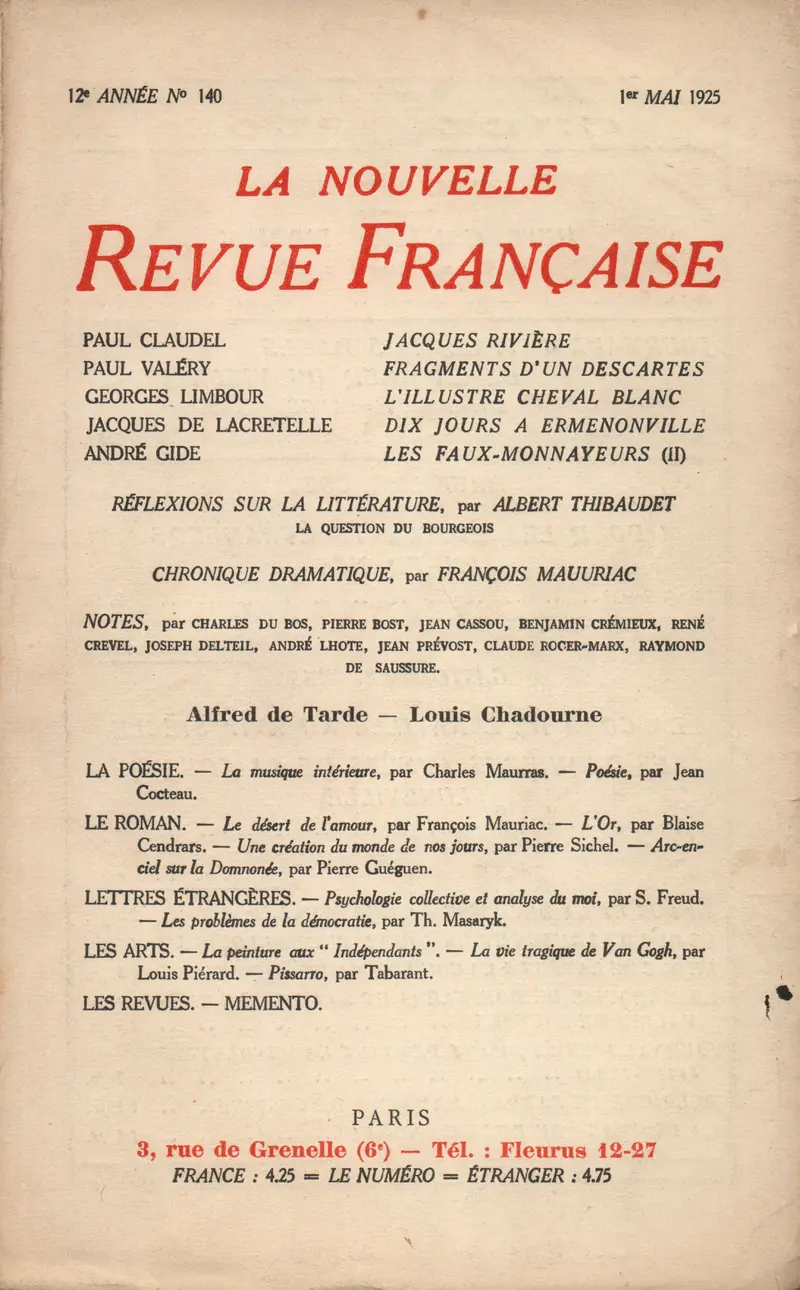 12e ANNÉE No 140
1er MAI 1925
LA NOUVELLE
REVUE FRANÇAISE
PAUL CLAUDEL JACQUES RIVIÈRE
PAUL VALÉRY FRAGMENTS D'UN DESCARTES
GEORGES LIMBOUR L'ILLUSTRE CHEVAL BLANC
JACQUES DE LACRETELLE DIX JOURS A ERMENONVILLE
ANDRÉ GIDE LES FAUX-MONNAYEURS (II)
RÉFLEXIONS SUR LA LITTÉRATURE, par ALBERT THIBAUDET
LA QUESTION DU BOURGEOIS
CHRONIQUE DRAMATIQUE, par FRANÇOIS MAUURIAC
NOTES, par CHARLES DU BOS, PIERRE BOST, JEAN CASSOU, BENJAMIN CRÉMIEUX, RENÉ
CREVEL, JOSEPH DELTEIL, ANDRÉ LHOTE, JEAN PRÉVOST, CLAUDE ROGER-MARX, RAYMOND
DE SAUSSURE.
Alfred de Tarde — Louis Chadourne
LA POÉSIE. — La musique intérieure, par Charles Maurras. — Poésie, par Jean
Cocteau.
LE ROMAN. — Le désert de l'amour, par François Mauriac. — L'Or, par Blaise
Cendrars. — Une création du monde de nos jours, par Pierre Sichel. — Arc-en-
ciel sur la Domnonée, par Pierre Guéguen.
LETTRES ÉTRANGÈRES. — Psychologie collective et analyse du moi, par S. Freud.
— Les problèmes de la démocratie, par Th. Masaryk.
LES ARTS. — La peinture aux " Indépendants ". — La vie tragique de Van Gogh, par
Louis Piérard. — Pissarro, par Tabarant.
LES REVUES. — MEMENTO.
PARIS
3, rue de Grenelle (6e) — Tél. : Fleurus 12-27
FRANCE : 4.25 = LE NUMÉRO = ÉTRANGER : 4.75